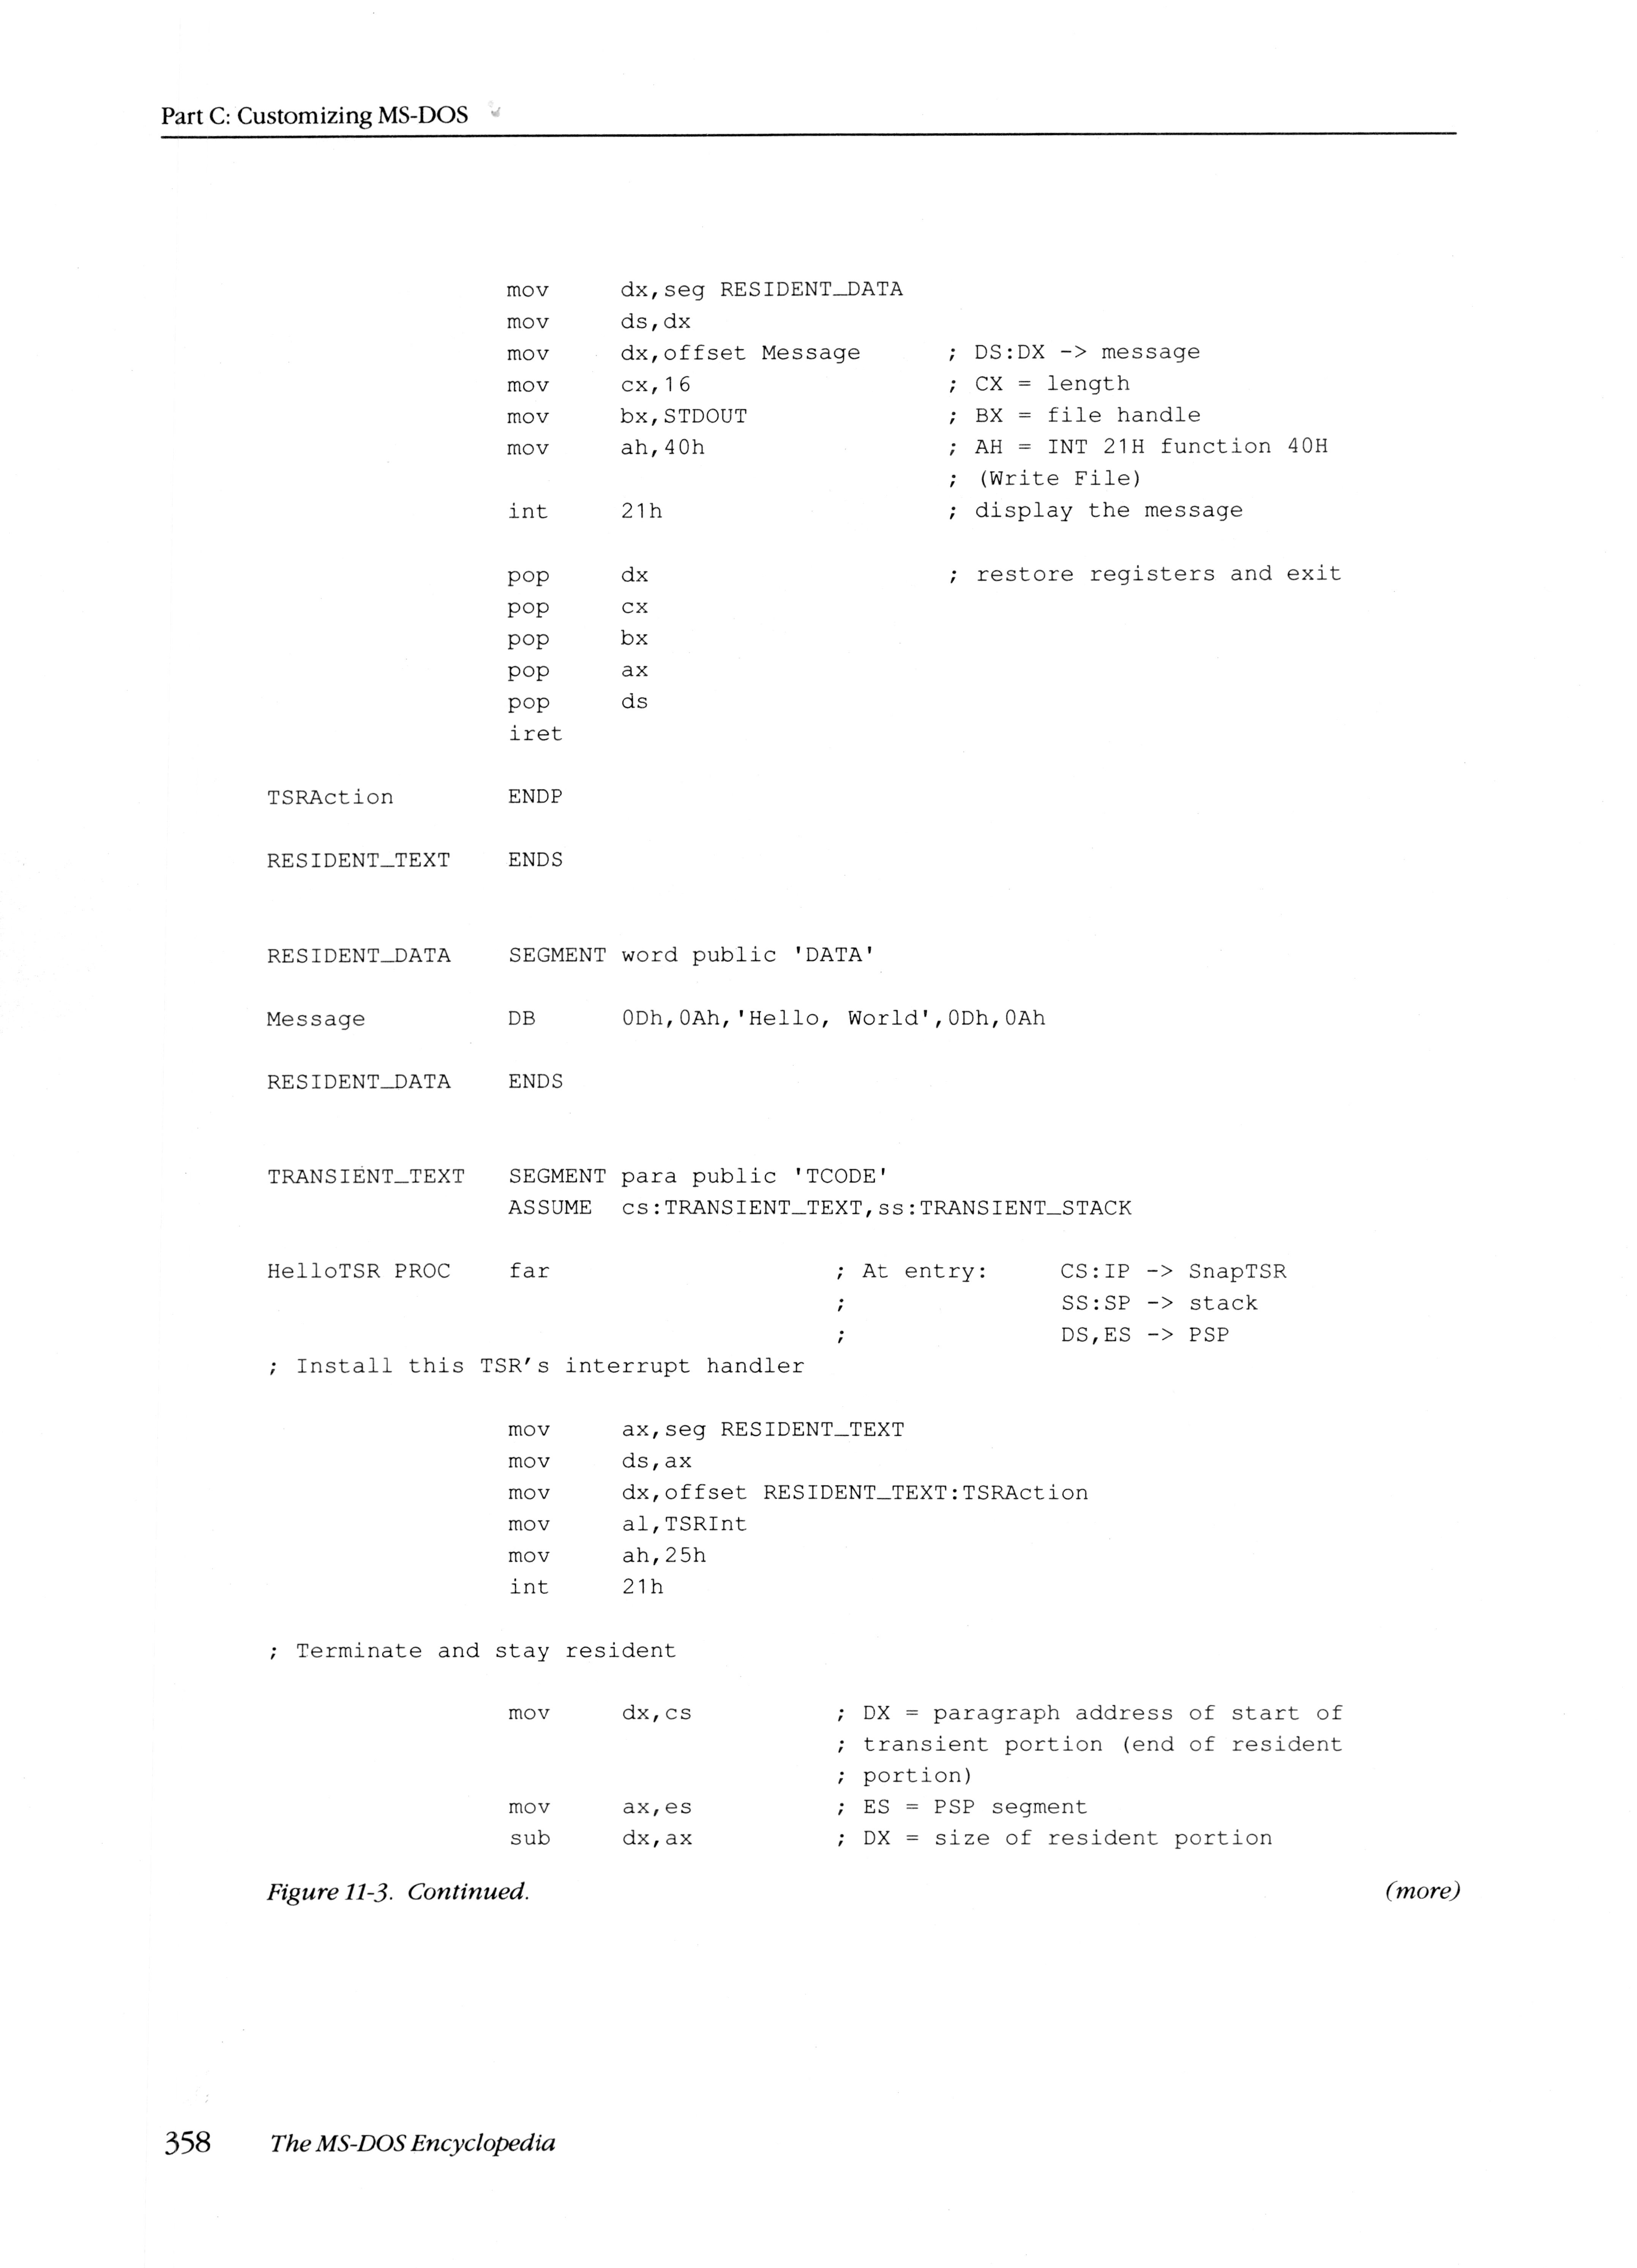 Part C: Customizing MS-DOS
mov dx,seg RESIDENT_DATA
mov ds,dx
mov dx,offset Message ; DS:DX -> message
mov cx,16 ; CX = length
mov bx,STDOUT ; BX = file handle
mov ah,40h ; AH = INT 21H function 40H
; (Write File)
int 21h ; display the message
pop dx ; restore registers and exit
pop cx
pop bx
pop ax
pop ds
iret
TSRAction ENDP
RESIDENT_TEXT ENDS
RESIDENT_DATA SEGMENT word public 'DATA'
Message DB 0Dh,0Ah,'Hello, World',0Dh,0Ah
RESIDENT_DATA ENDS
TRANSIENT_TEXT SEGMENT para public 'TCODE'
ASSUME cs:TRANSIENT_TEXT,ss:TRANSIENT_STACK
HelloTSR PROC far ; At entry: CS:IP -> SnapTSR
; SS:SP -> stack
; DS,ES -> PSP
; Install this TSR's interrupt handler
mov ax,seg RESIDENT_TEXT
mov ds,ax
mov dx,offset RESIDENT_TEXT:TSRAction
mov al,TSRInt
mov ah,25h
int 21h
; Terminate and stay resident
mov dx,cs ; DX = paragraph address of start of
; transient portion (end of resident
; portion)
mov ax,es ; ES = PSP segment
sub dx,ax ; DX = size of resident portion
Figure 11-3. Continued. (more)
358 The MS-DOS Encyclopedia